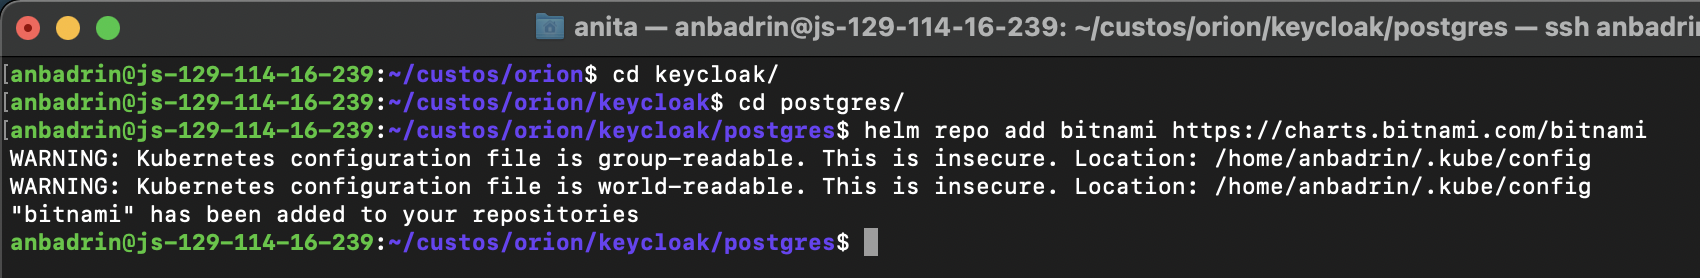 anita — anbadrin@js-129-114-16-239: ~/custos/orion/keycloak/postgres — ssh
[anbadrin@js-129-114-16-239:~/custos/orion$ cd keycloak/
[anbadrin@js-129-114-16-239:~/custos/orion/keycloak$ cd postgres/
[anbadrin@js-129-114-16-239:~/custos/orion/keycloak/postgres$ helm repo add bitnami https://charts.bitnami.com/bitnami
WARNING: Kubernetes configuration file is group-readable. This is insecure. Location: /home/anbadrin/.kube/config
WARNING: Kubernetes configuration file is world-readable. This is insecure. Location: /home/anbadrin/.kube/config
"bitnami" has been added to your repositories
anbadrin@js-129-114-16-239:~/custos/orion/keycloak/postgres$